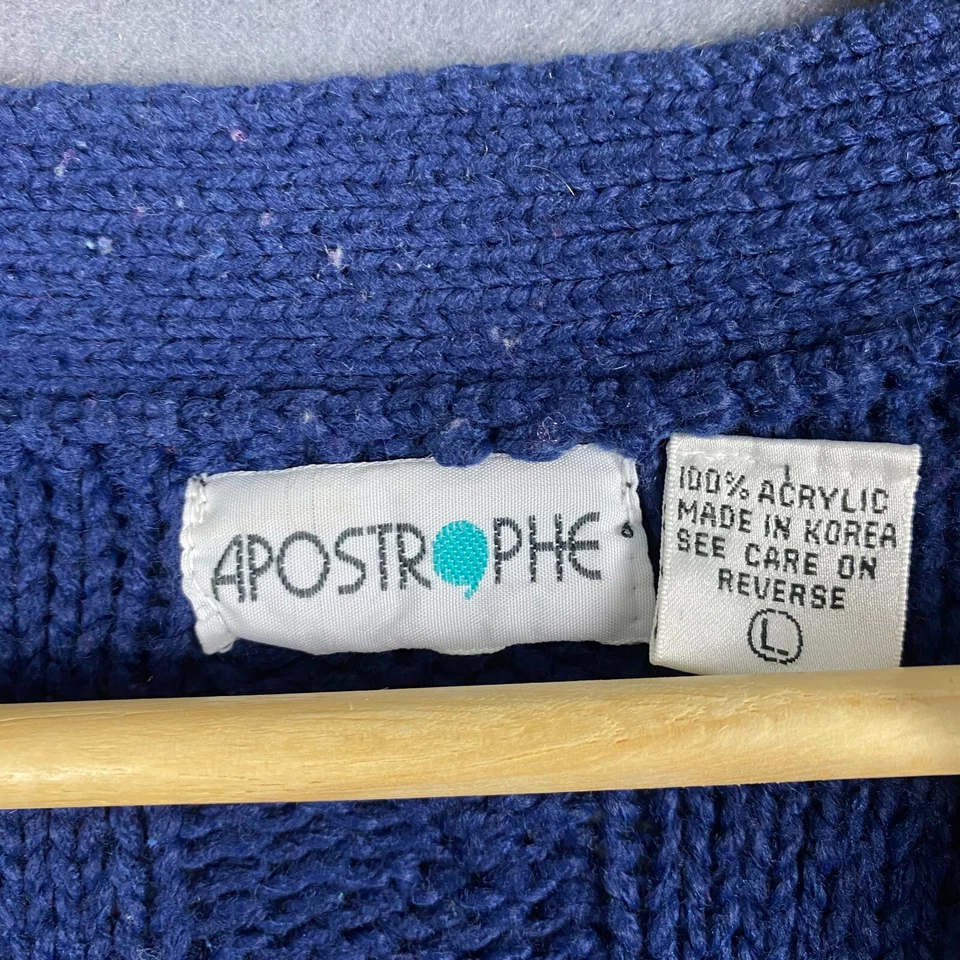 APOSTROPHE
100% ACRYLIC
MADE IN KOREA
SEE CARE ON
REVERSE
L